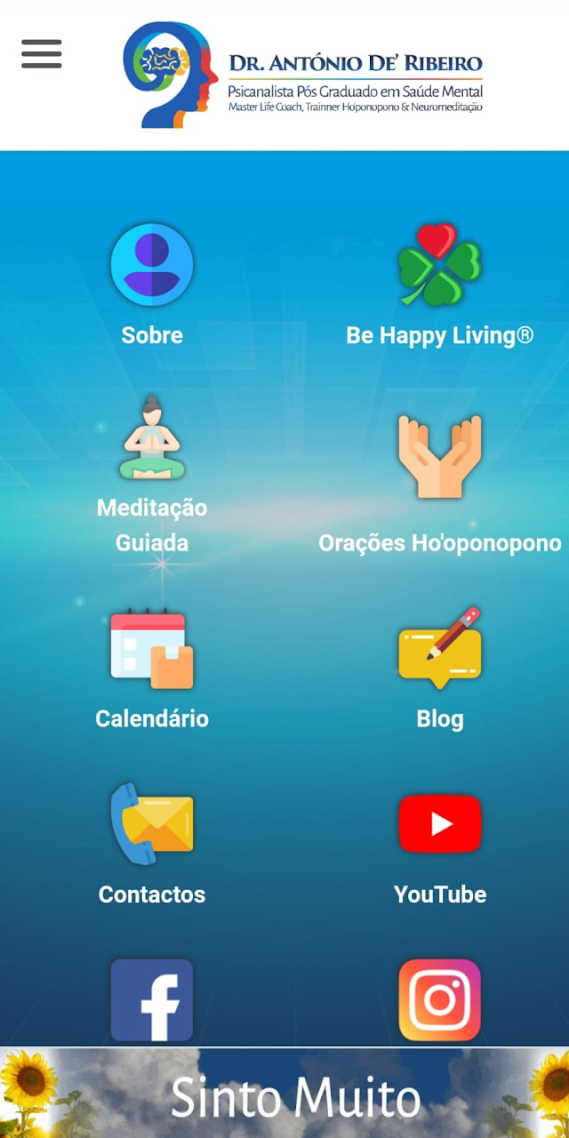 DR. ANTÓNIO DE' RIBEIRO
Psicanalista Pós Graduado em Saúde Mental
Master Life Coach, Trainner Ho'ponopono & Neuromeditação
Sobre
Be Happy Living®
Meditação
Guiada
Orações Ho'oponopono
Calendário
Blog
Contactos
YouTube
Sinto Muito